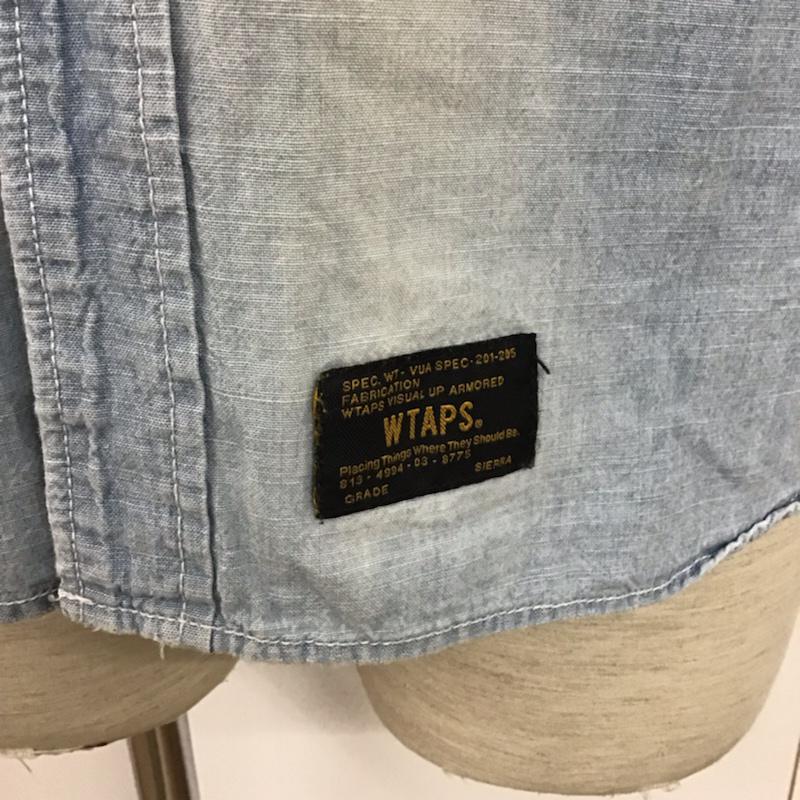 SPEC. WT- VUA SPEC-201-205
FABRICATION
WTAPS VISUAL UP ARMORED
WTAPS®
Placing Things Where They Should Be.
813-4994-03-8775
SIERRA
GRADE